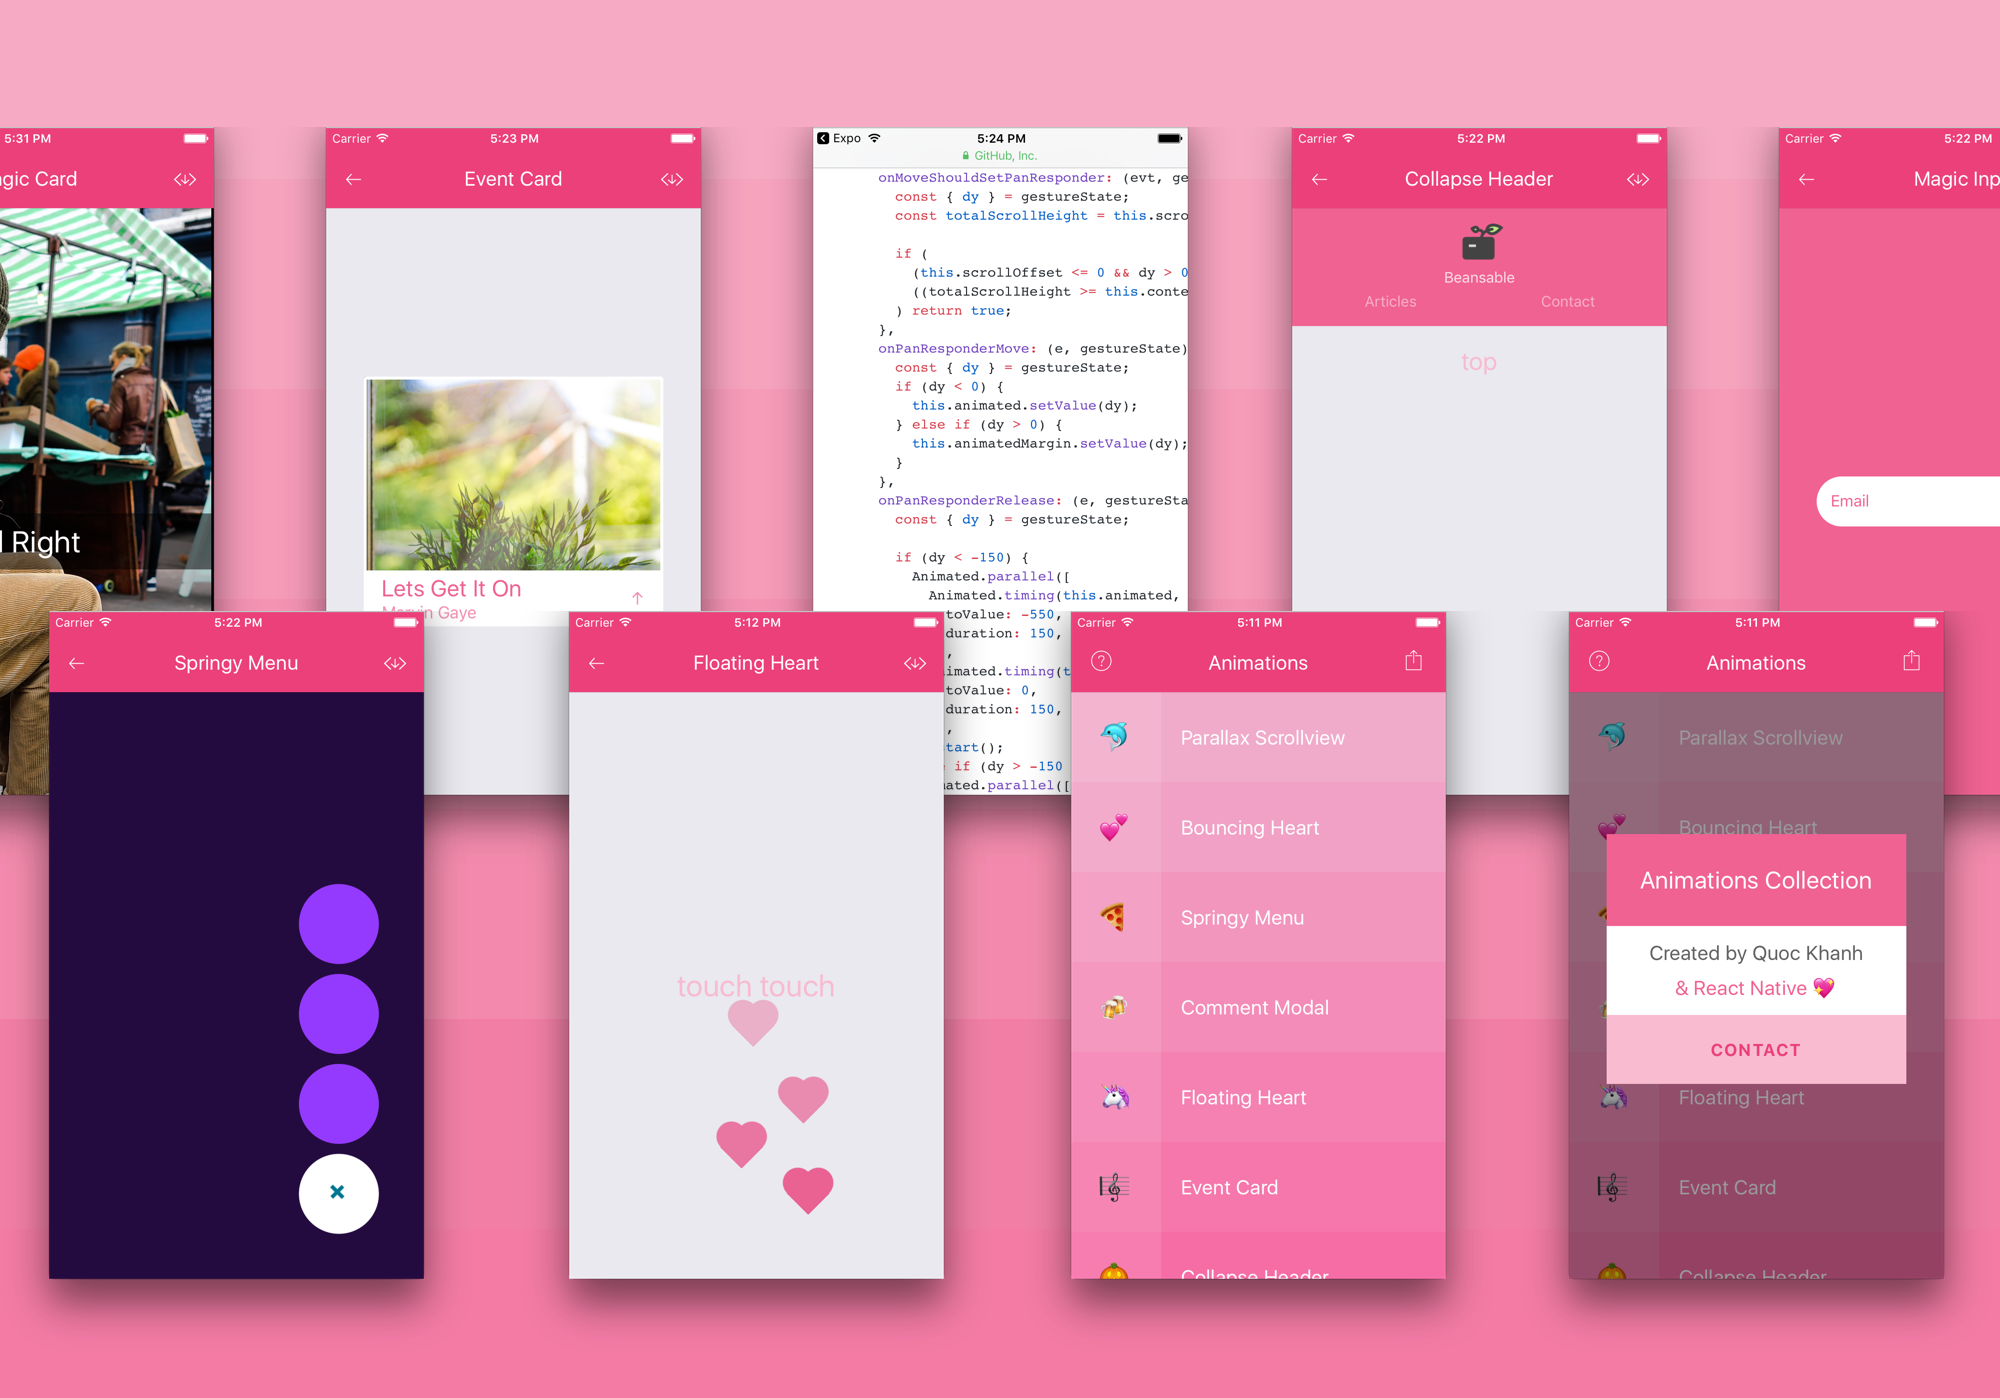 5:31 PM
gic Card
l Right
Carrier
5:23 PM
Event Card
Lets Get It On
Marvin Gaye
Expo
5:24 PM
GitHub, Inc.
onMoveShouldSetPanResponder: (evt, ge
const { dy } = gestureState;
const totalScrollHeight = this.scro
if (
(this.scrollOffset <= 0 && dy > 0
((totalScrollHeight >= this.conte
) return true;
},
onPanResponderMove: (e, gestureState)
const { dy } = gestureState;
if (dy < 0) {
this.animated.setValue(dy);
} else if (dy > 0) {
this.animatedMargin.setValue(dy);
}
},
onPanResponderRelease: (e, gestureSta
const { dy } = gestureState;
if (dy < -150) {
Animated.parallel([
Animated.timing(this.animated,
toValue: -550,
duration: 150,
,
imated.timing(t
toValue: 0,
duration: 150,
,
tart();
if (dy > -150
ated.parallel([
Carrier
5:22 PM
Collapse Header
Beansable
Articles
Contact
top
Carrier
5:22 PM
Magic Inp
Email
Carrier
5:22 PM
Springy Menu
Carrier
5:12 PM
Floating Heart
touch touch
Carrier
5:11 PM
?
Animations
Parallax Scrollview
Bouncing Heart
Springy Menu
Comment Modal
Floating Heart
Event Card
Collapse Header
Carrier
5:11 PM
?
Animations
Parallax Scrollview
Bouncing Heart
Animations Collection
Created by Quoc Khanh
& React Native 💖
CONTACT
Floating Heart
Event Card
Collapse Header